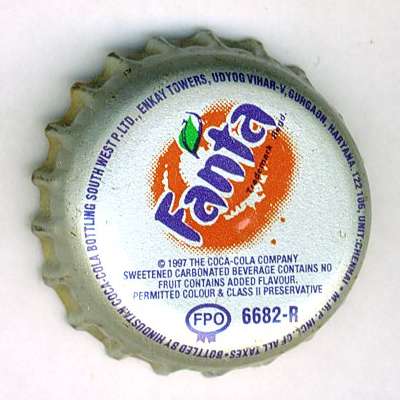 BOTTLED BY HINDUSTAN COCA-COLA BOTTLING SOUTH WEST P.LTD., ENKAY TOWERS, UDYOG VIHAR-V, GURGAON, HARYANA.122 016, UNIT:CHENNAI • M.R.P. INCL. OF ALL TAXES•
Fanta
Trademark Regd.
© 1997 THE COCA-COLA COMPANY
SWEETENED CARBONATED BEVERAGE CONTAINS NO
FRUIT CONTAINS ADDED FLAVOUR.
PERMITTED COLOUR & CLASS II PRESERVATIVE
FPO 6682-R